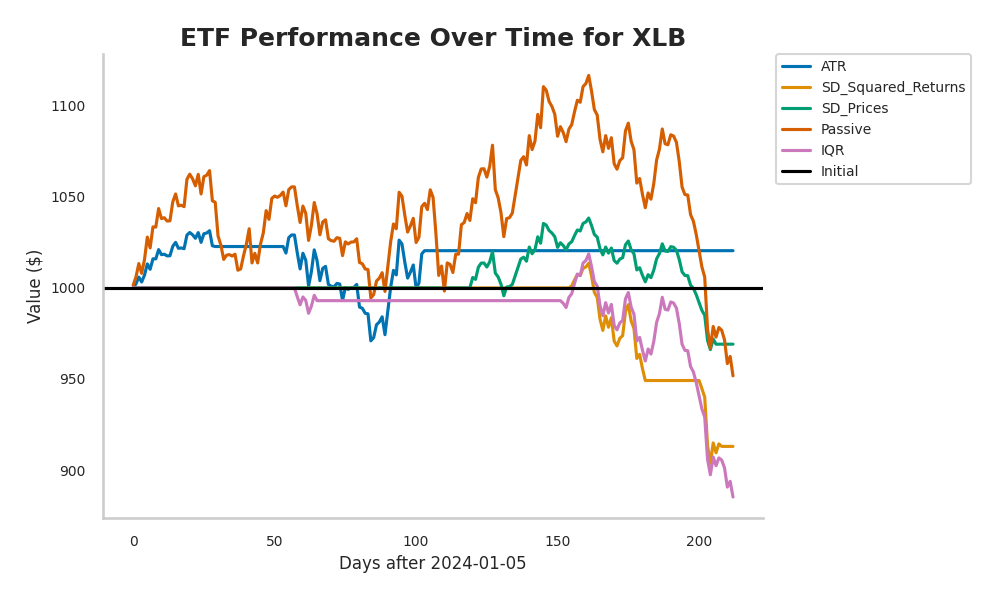 ETF Performance Over Time for XLB
Value ($)
1100
1050
1000
950
900
0
50
100
150
200
Days after 2024-01-05
ATR
SD_Squared_Returns
SD_Prices
Passive
IQR
Initial